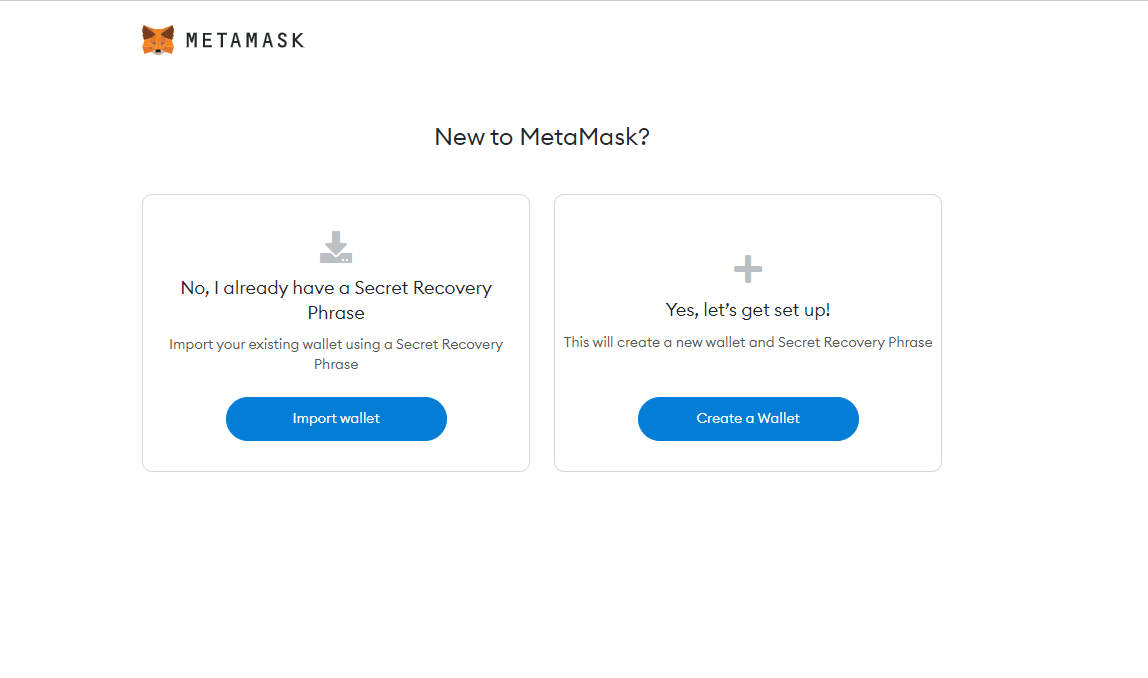 METAMASK
New to MetaMask?
No, I already have a Secret Recovery
Phrase
Import your existing wallet using a Secret Recovery
Phrase
Import wallet
Yes, let’s get set up!
This will create a new wallet and Secret Recovery Phrase
Create a Wallet